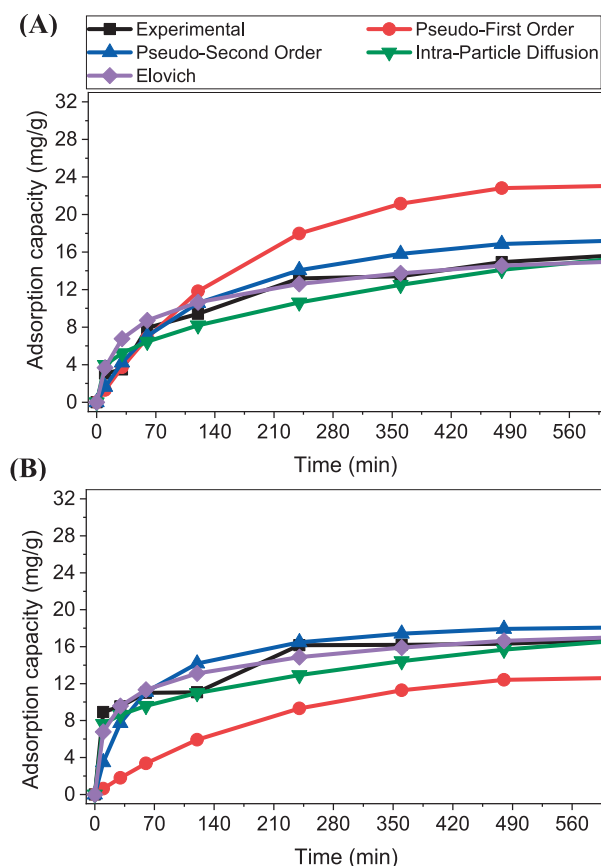 (A)
Experimental Pseudo-First Order
Pseudo-Second Order Intra-Particle Diffusion
Elovich
32
28
24
20
16
12
8
4
0
Adsorption capacity (mg/g)
0 70 140 210 280 350 420 490 560
Time (min)
(B)
32
28
24
20
16
12
8
4
0
Adsorption capacity (mg/g)
0 70 140 210 280 350 420 490 560
Time (min)